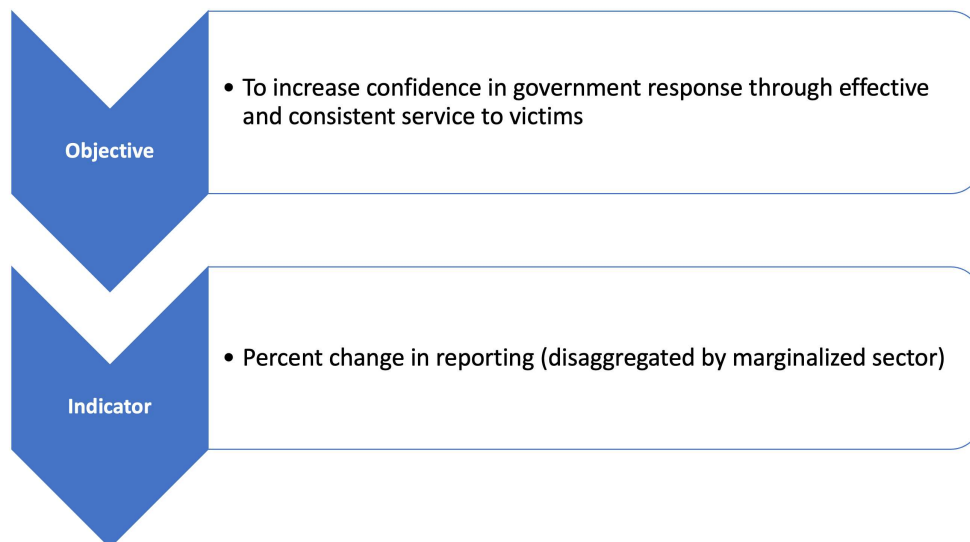 Objective
• To increase confidence in government response through effective
and consistent service to victims
Indicator
• Percent change in reporting (disaggregated by marginalized sector)